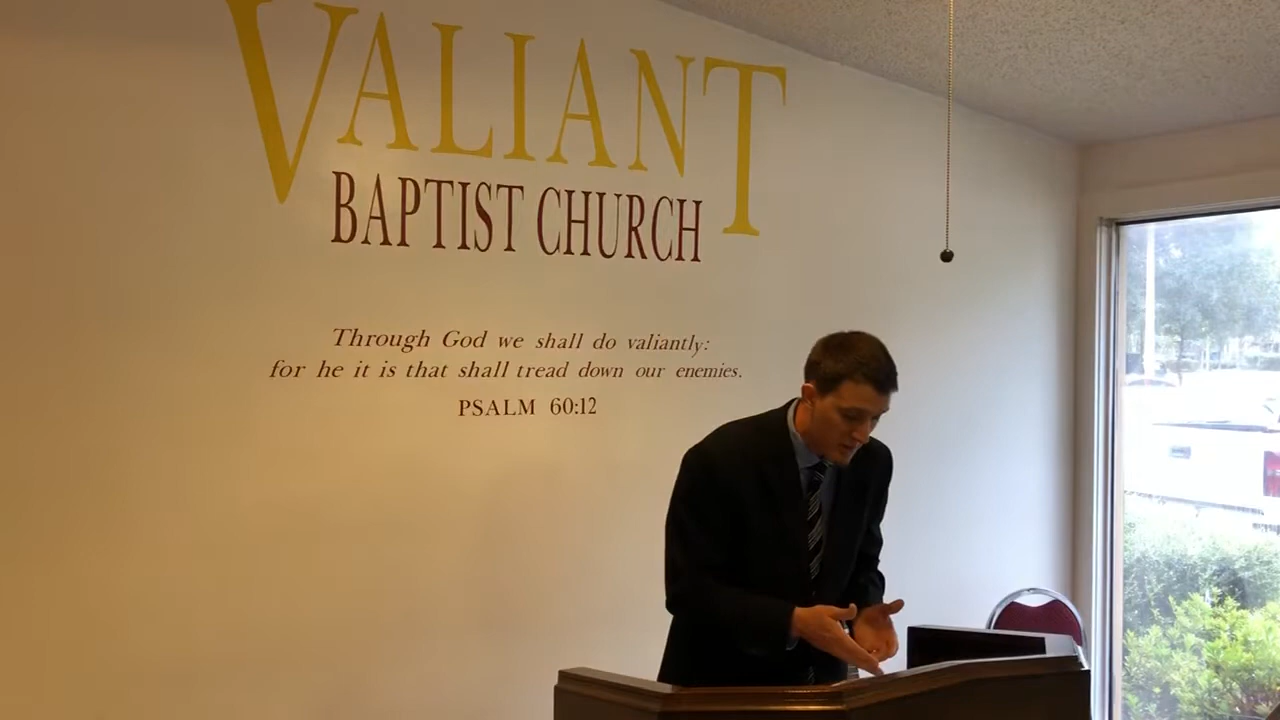 VALIANT
BAPTIST CHURCH
Through God we shall do valiantly:
for he it is that shall tread down our enemies.
PSALM 60:12